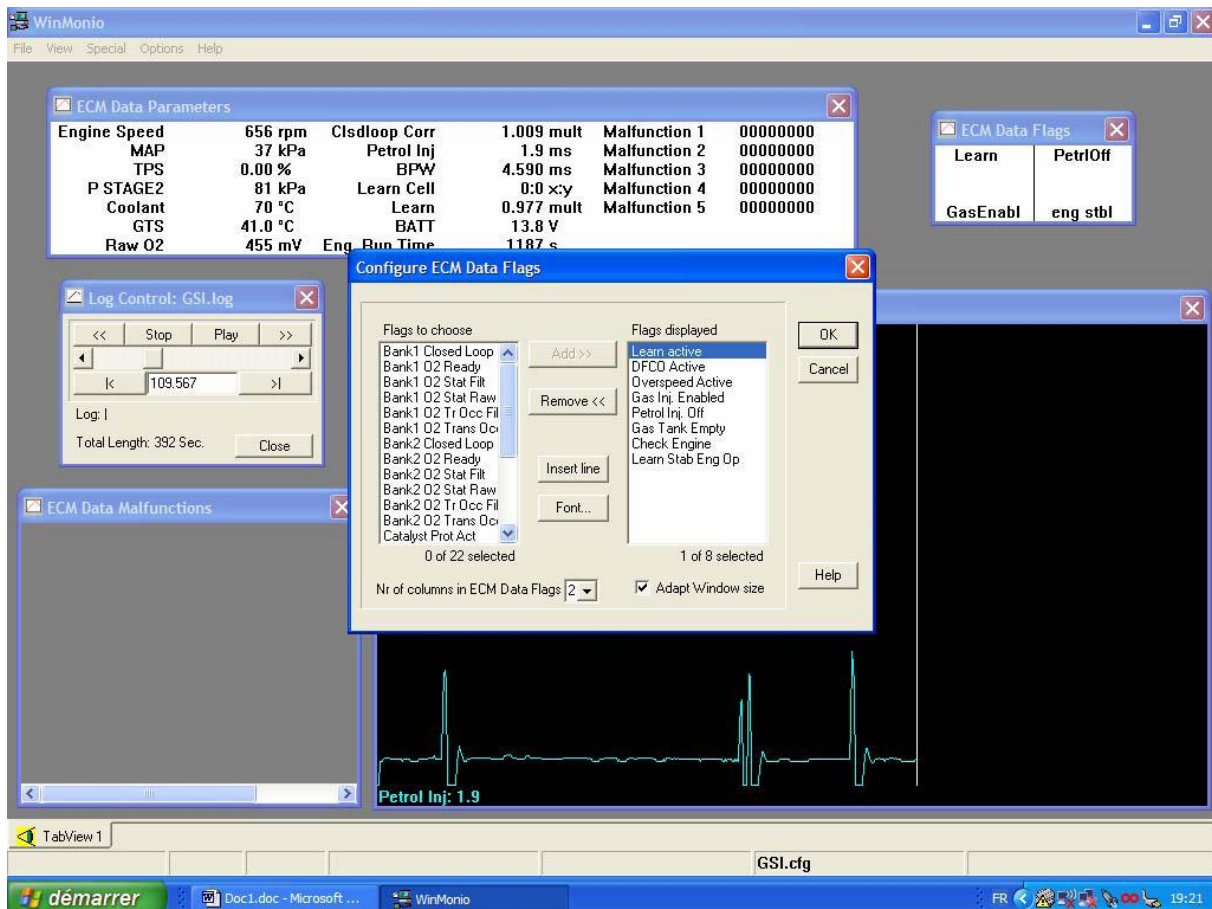 WinMonio
File View Special Options Help
ECM Data Parameters
Engine Speed 656 rpm Clsdloop Corr 1.009 mult Malfunction 1 00000000
MAP 37 kPa Petrol Inj 1.9 ms Malfunction 2 00000000
TPS 0.00 % BPW 4.590 ms Malfunction 3 00000000
P STAGE2 81 kPa Learn Cell 0:0 x:y Malfunction 4 00000000
Coolant 70 °C Learn 0.977 mult Malfunction 5 00000000
GTS 41.0 °C BATT 13.8 V
Raw O2 455 mV Eng. Run Time 1187 s
ECM Data Flags
Learn PetrlOff
GasEnabl eng stbl
Log Control: GSI.log
<< Stop Play >>
|< 109.567 >|
Log: |
Total Length: 392 Sec. Close
ECM Data Malfunctions
Configure ECM Data Flags
Flags to choose
Bank1 Closed Loop
Bank1 O2 Ready
Bank1 O2 Stat Filt
Bank1 O2 Stat Raw
Bank1 O2 Tr Occ Fil
Bank1 O2 Trans Occ
Bank2 Closed Loop
Bank2 O2 Ready
Bank2 O2 Stat Filt
Bank2 O2 Stat Raw
Bank2 O2 Tr Occ Fil
Bank2 O2 Trans Occ
Catalyst Prot Act
0 of 22 selected
Add >>
Remove <<
Insert line
Font...
Flags displayed
Learn active
DFCO Active
Overspeed Active
Gas Inj. Enabled
Petrol Inj. Off
Gas Tank Empty
Check Engine
Learn Stab Eng Op
1 of 8 selected
OK
Cancel
Help
Nr of columns in ECM Data Flags 2
Adapt Window size
Petrol Inj: 1.9
TabView 1
GSI.cfg
démarrer Doc1.doc - Microsoft ... WinMonio FR 19:21